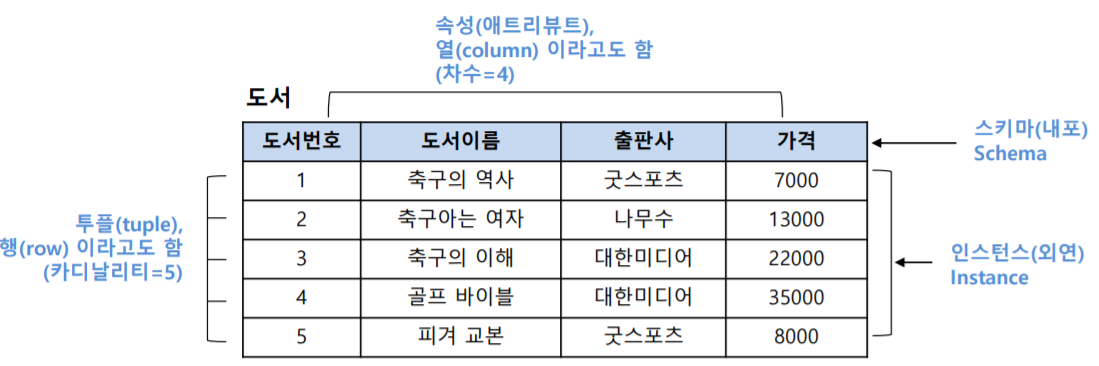 속성(애트리뷰트),
열(column) 이라고도 함
(차수=4)
도서
도서번호 도서이름 출판사 가격
스키마(내포)
Schema
1 축구의 역사 굿스포츠 7000
2 축구아는 여자 나무수 13000
3 축구의 이해 대한미디어 22000
4 골프 바이블 대한미디어 35000
5 피겨 교본 굿스포츠 8000
투플(tuple),
행(row) 이라고도 함
(카디날리티=5)
인스턴스(외연)
Instance